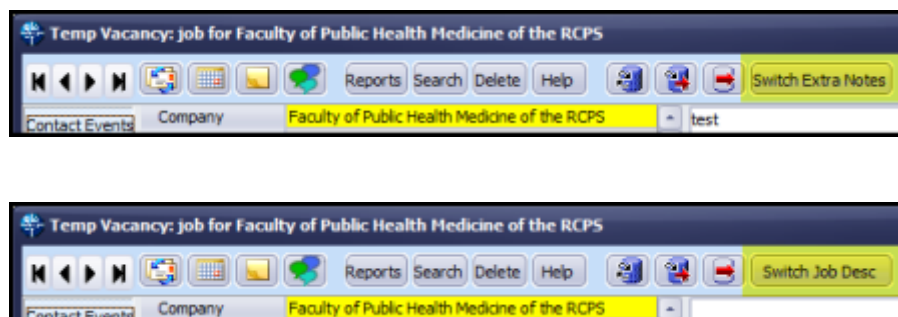 Temp Vacancy: job for Faculty of Public Health Medicine of the RCPS
Reports Search Delete Help Switch Extra Notes
Contact Events Company Faculty of Public Health Medicine of the RCPS test
Temp Vacancy: job for Faculty of Public Health Medicine of the RCPS
Reports Search Delete Help Switch Job Desc
Contact Events Company Faculty of Public Health Medicine of the RCPS